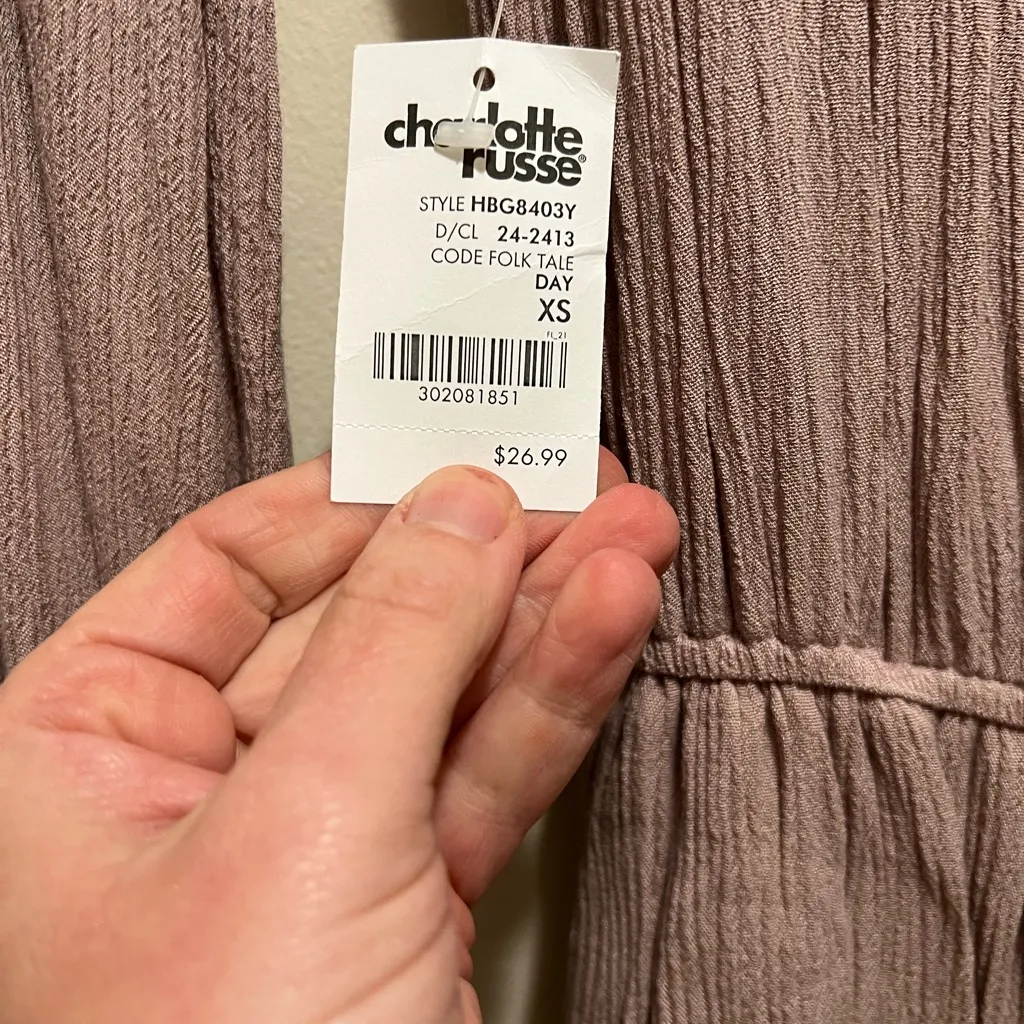 charlotte
russe®
STYLE HBG8403Y
D/CL 24-2413
CODE FOLK TALE
DAY
XS
FL_21
302081851
$26.99